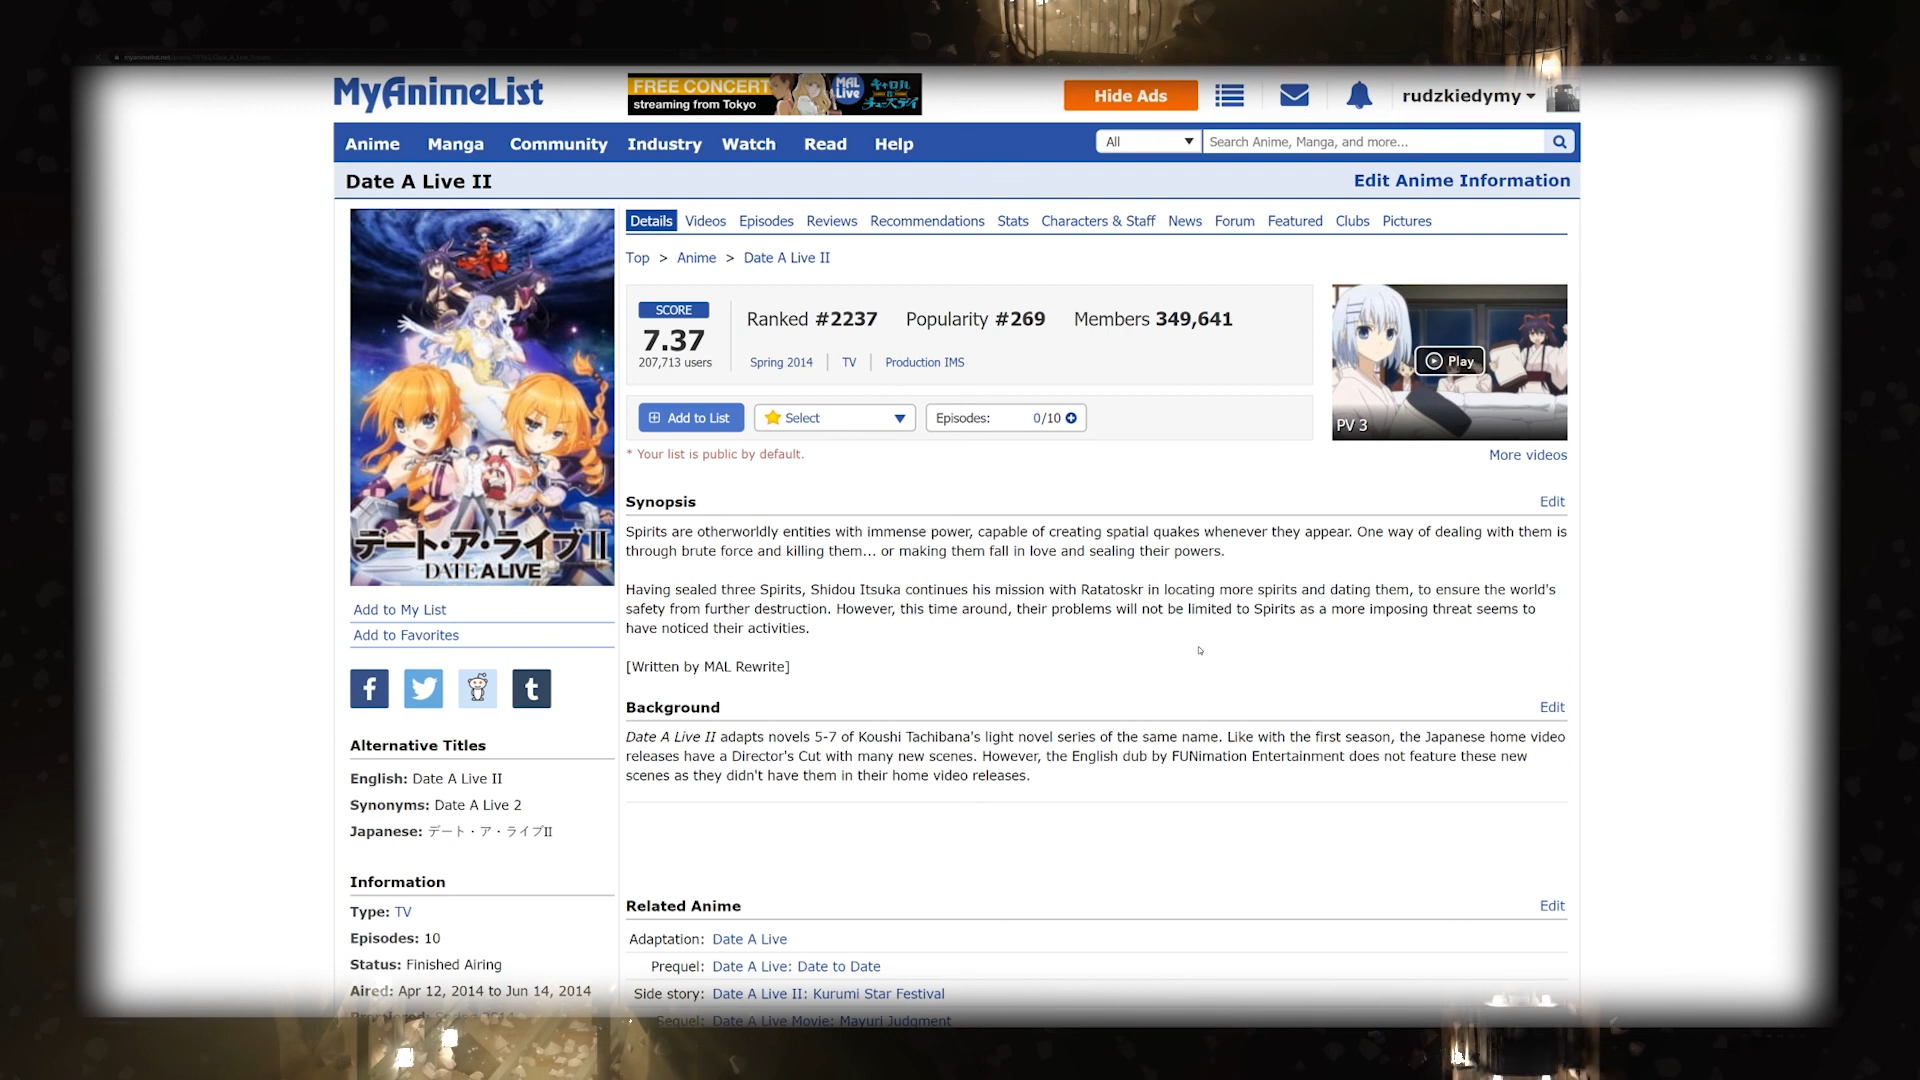 MyAnimeList
FREE CONCERT
streaming from Tokyo
MAL Live
キャロル
&
チューズデイ
Hide Ads
rudzkiedymy
Anime Manga Community Industry Watch Read Help
All
Search Anime, Manga, and more...
Date A Live II
Edit Anime Information
Details Videos Episodes Reviews Recommendations Stats Characters & Staff News Forum Featured Clubs Pictures
Top > Anime > Date A Live II
SCORE
7.37
207,713 users
Ranked #2237 Popularity #269 Members 349,641
Spring 2014 TV Production IMS
Play
PV 3
Add to List
Select
Episodes: 0/10
* Your list is public by default.
More videos
Synopsis
Edit
Spirits are otherworldly entities with immense power, capable of creating spatial quakes whenever they appear. One way of dealing with them is
through brute force and killing them... or making them fall in love and sealing their powers.
Having sealed three Spirits, Shidou Itsuka continues his mission with Ratatoskr in locating more spirits and dating them, to ensure the world's
safety from further destruction. However, this time around, their problems will not be limited to Spirits as a more imposing threat seems to
have noticed their activities.
[Written by MAL Rewrite]
Background
Edit
Date A Live II adapts novels 5-7 of Koushi Tachibana's light novel series of the same name. Like with the first season, the Japanese home video
releases have a Director's Cut with many new scenes. However, the English dub by FUNimation Entertainment does not feature these new
scenes as they didn't have them in their home video releases.
Related Anime
Edit
Adaptation: Date A Live
Prequel: Date A Live: Date to Date
Side story: Date A Live II: Kurumi Star Festival
Sequel: Date A Live Movie: Mayuri Judgment
デート・ア・ライブII
DATE A LIVE
Add to My List
Add to Favorites
Alternative Titles
English: Date A Live II
Synonyms: Date A Live 2
Japanese: デート・ア・ライブII
Information
Type: TV
Episodes: 10
Status: Finished Airing
Aired: Apr 12, 2014 to Jun 14, 2014
Premiered: Spring 2014